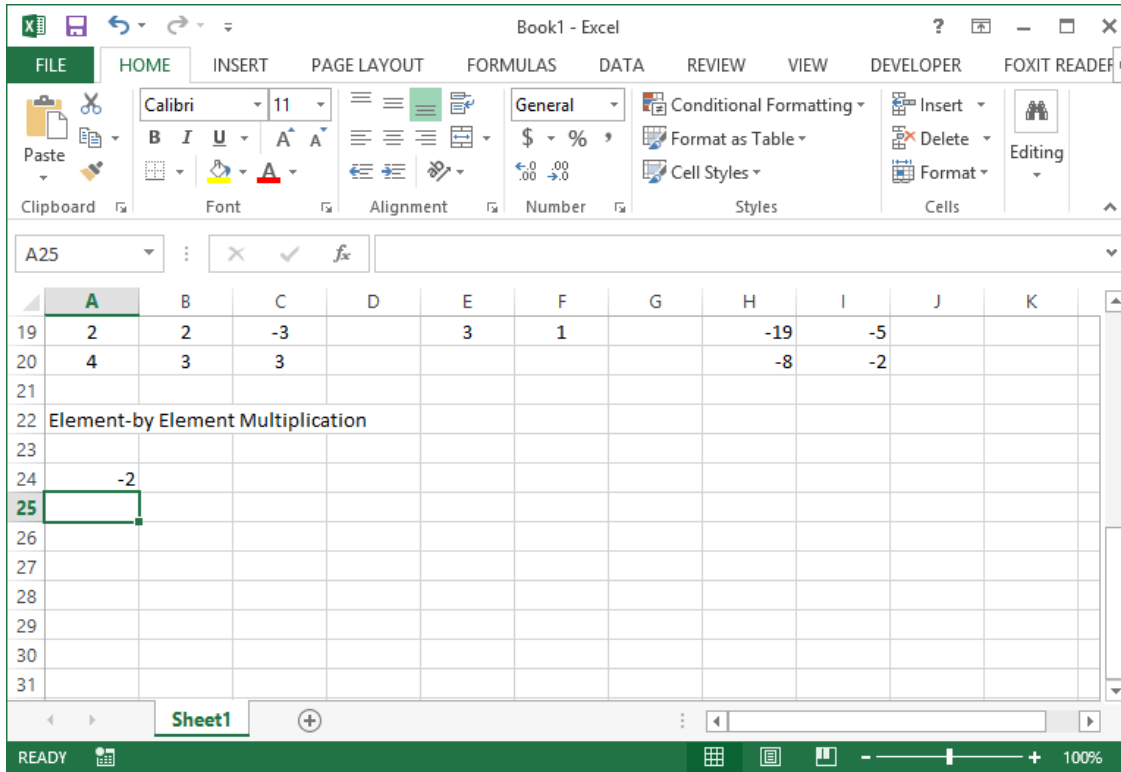 Book1 - Excel ?
FILE HOME INSERT PAGE LAYOUT FORMULAS DATA REVIEW VIEW DEVELOPER FOXIT READER
Paste Calibri 11 General Conditional Formatting Insert
B I U A A $ % , Format as Table Delete Editing
A .00 .0 Cell Styles Format
Clipboard Font Alignment Number Styles Cells
A25 fx
A B C D E F G H I J K
19 2 2 -3 3 1 -19 -5
20 4 3 3 -8 -2
21
22 Element-by Element Multiplication
23
24 -2
25
26
27
28
29
30
31
Sheet1
READY 100%